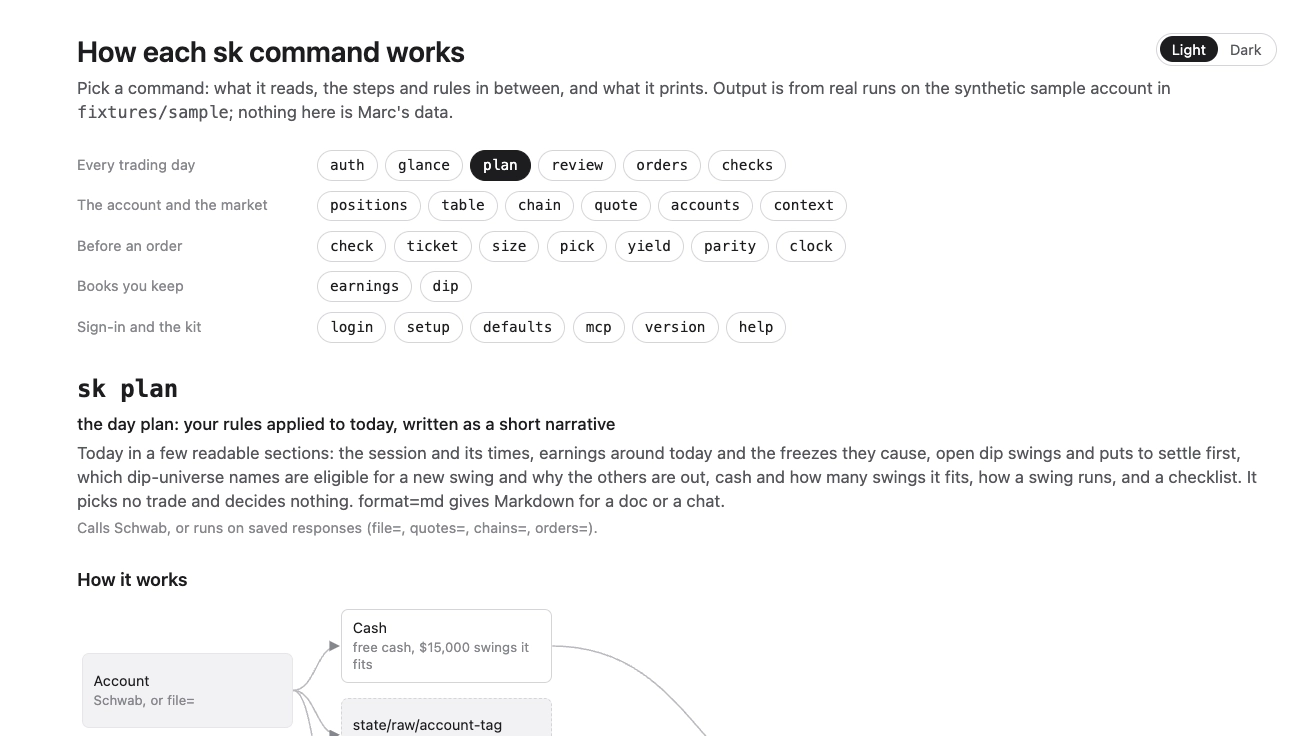 How each sk command works
Light Dark
Pick a command: what it reads, the steps and rules in between, and what it prints. Output is from real runs on the synthetic sample account in
fixtures/sample; nothing here is Marc's data.
Every trading day auth glance plan review orders checks
The account and the market positions table chain quote accounts context
Before an order check ticket size pick yield parity clock
Books you keep earnings dip
Sign-in and the kit login setup defaults mcp version help
sk plan
the day plan: your rules applied to today, written as a short narrative
Today in a few readable sections: the session and its times, earnings around today and the freezes they cause, open dip swings and puts to settle first,
which dip-universe names are eligible for a new swing and why the others are out, cash and how many swings it fits, how a swing runs, and a checklist. It
picks no trade and decides nothing. format=md gives Markdown for a doc or a chat.
Calls Schwab, or runs on saved responses (file=, quotes=, chains=, orders=).
How it works
Cash
free cash, $15,000 swings it
fits
Account
Schwab, or file=
state/raw/account-tag